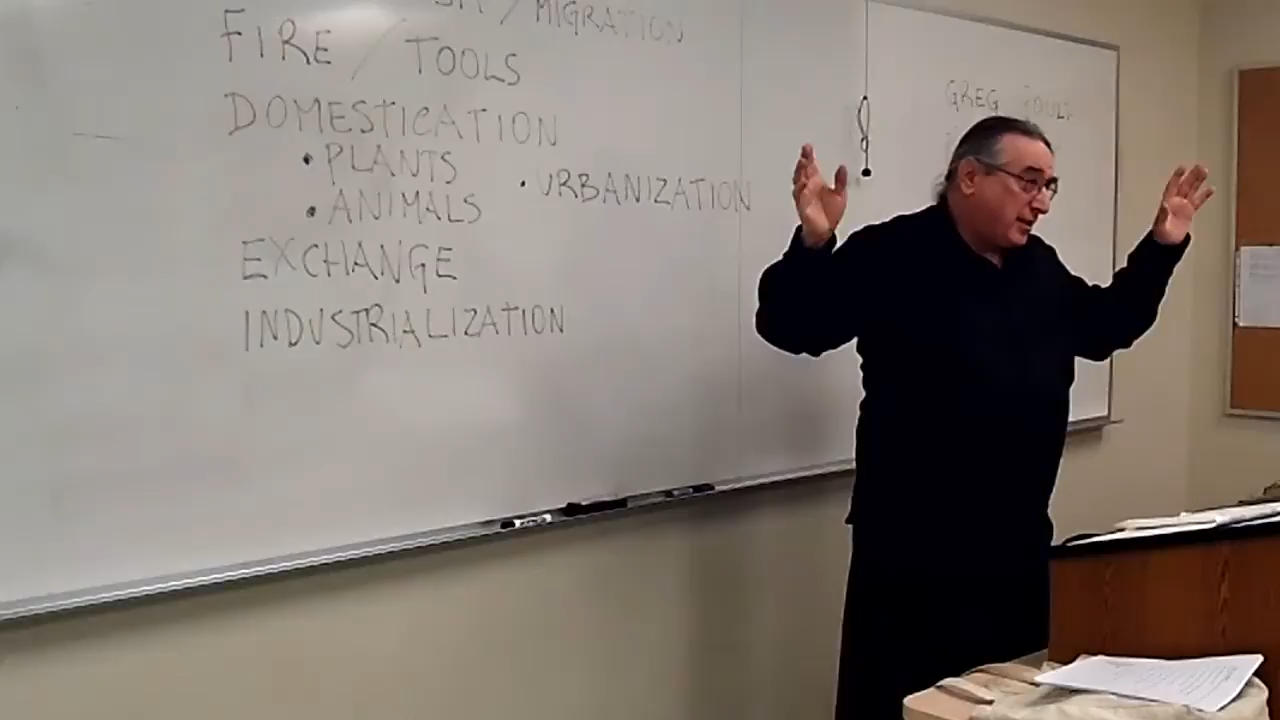 / MIGRATION
FIRE / TOOLS
DOMESTICATION
• PLANTS
• ANIMALS
• URBANIZATION
EXCHANGE
INDUSTRIALIZATION
GREG